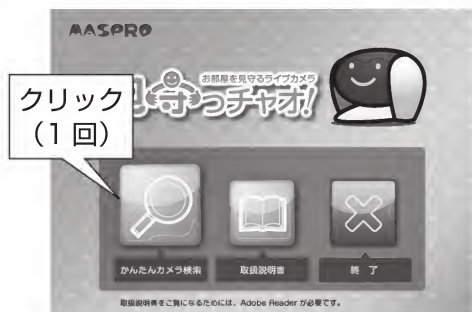 MASPRO
お部屋を見守るライブカメラ
見守っチャオ!
クリック
(1回)
かんたんカメラ検索
取扱説明書
終 了
取扱説明書をご覧になるためには、Adobe Reader が必要です。